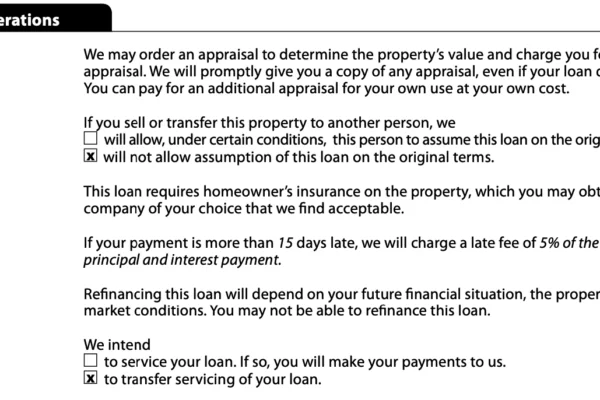 erations
We may order an appraisal to determine the property's value and charge you f
appraisal. We will promptly give you a copy of any appraisal, even if your loan
You can pay for an additional appraisal for your own use at your own cost.
If you sell or transfer this property to another person, we
☐ will allow, under certain conditions, this person to assume this loan on the orig
☒ will not allow assumption of this loan on the original terms.
This loan requires homeowner's insurance on the property, which you may obt
company of your choice that we find acceptable.
If your payment is more than 15 days late, we will charge a late fee of 5% of the
principal and interest payment.
Refinancing this loan will depend on your future financial situation, the proper
market conditions. You may not be able to refinance this loan.
We intend
☐ to service your loan. If so, you will make your payments to us.
☒ to transfer servicing of your loan.